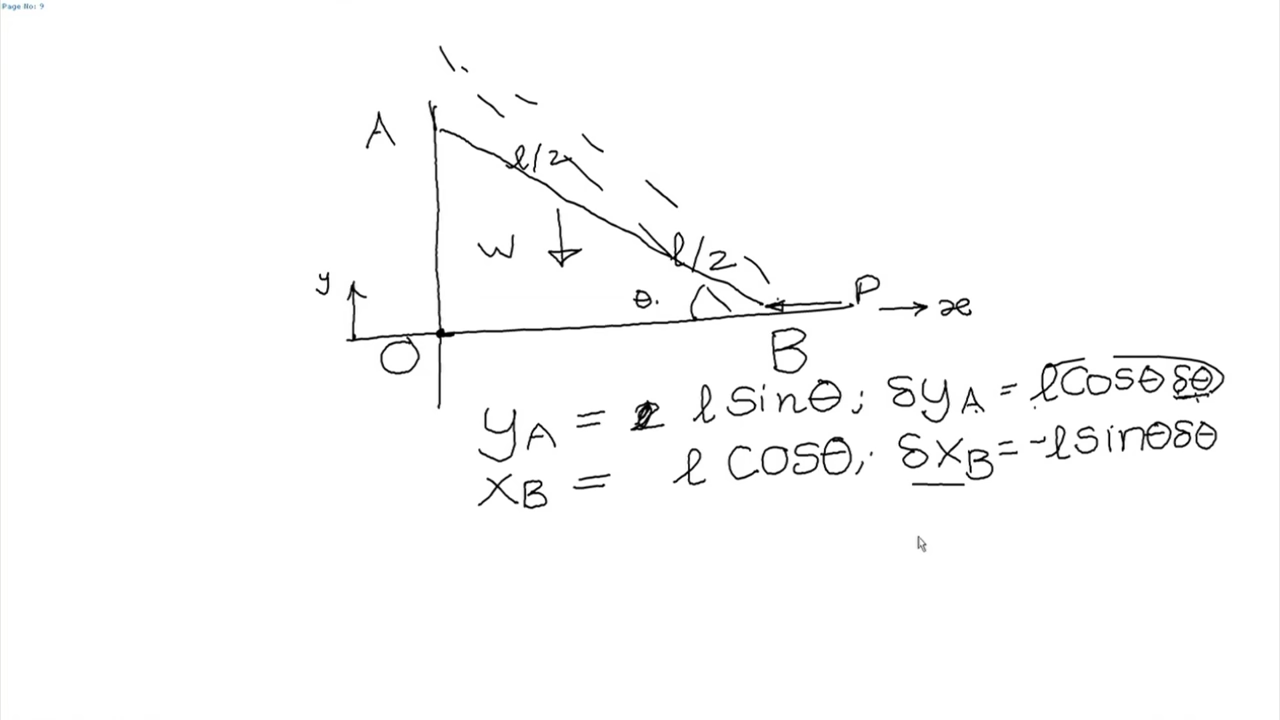 Page No: 9
A
l/2
W
l/2
y
θ.
P
x
O
B
yA = l sinθ; δyA = l cosθ δθ
xB = l cosθ; δxB = -l sinθ δθ